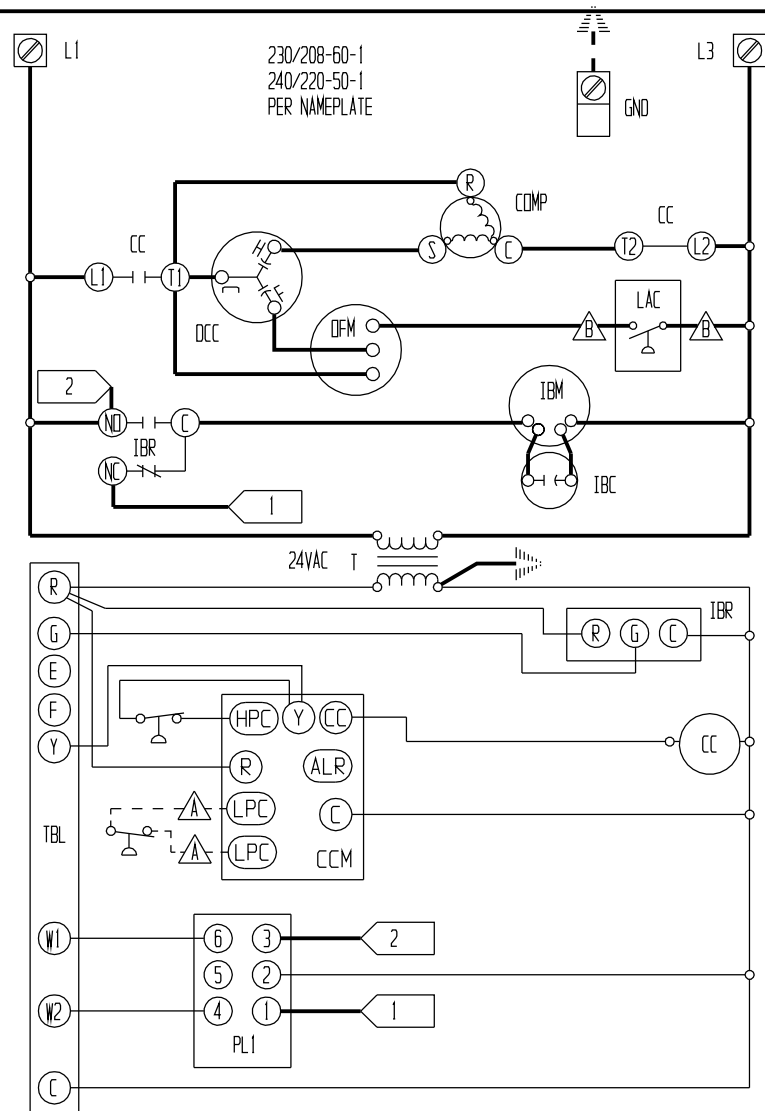 L1
230/208-60-1
240/220-50-1
PER NAMEPLATE
L3
GND
R
COMP
CC
CC
H
S
C
T2
L2
L1
T1
F
LAC
DCC
OFM
B
B
2
IBM
NO
C
IBR
NC
IBC
1
24VAC T
R
IBR
G
R
G
C
E
F
HPC
Y
CC
Y
CC
R
ALR
A
LPC
C
TBL
A
LPC
CCM
W1
6
3
2
5
2
W2
4
1
1
PL1
C